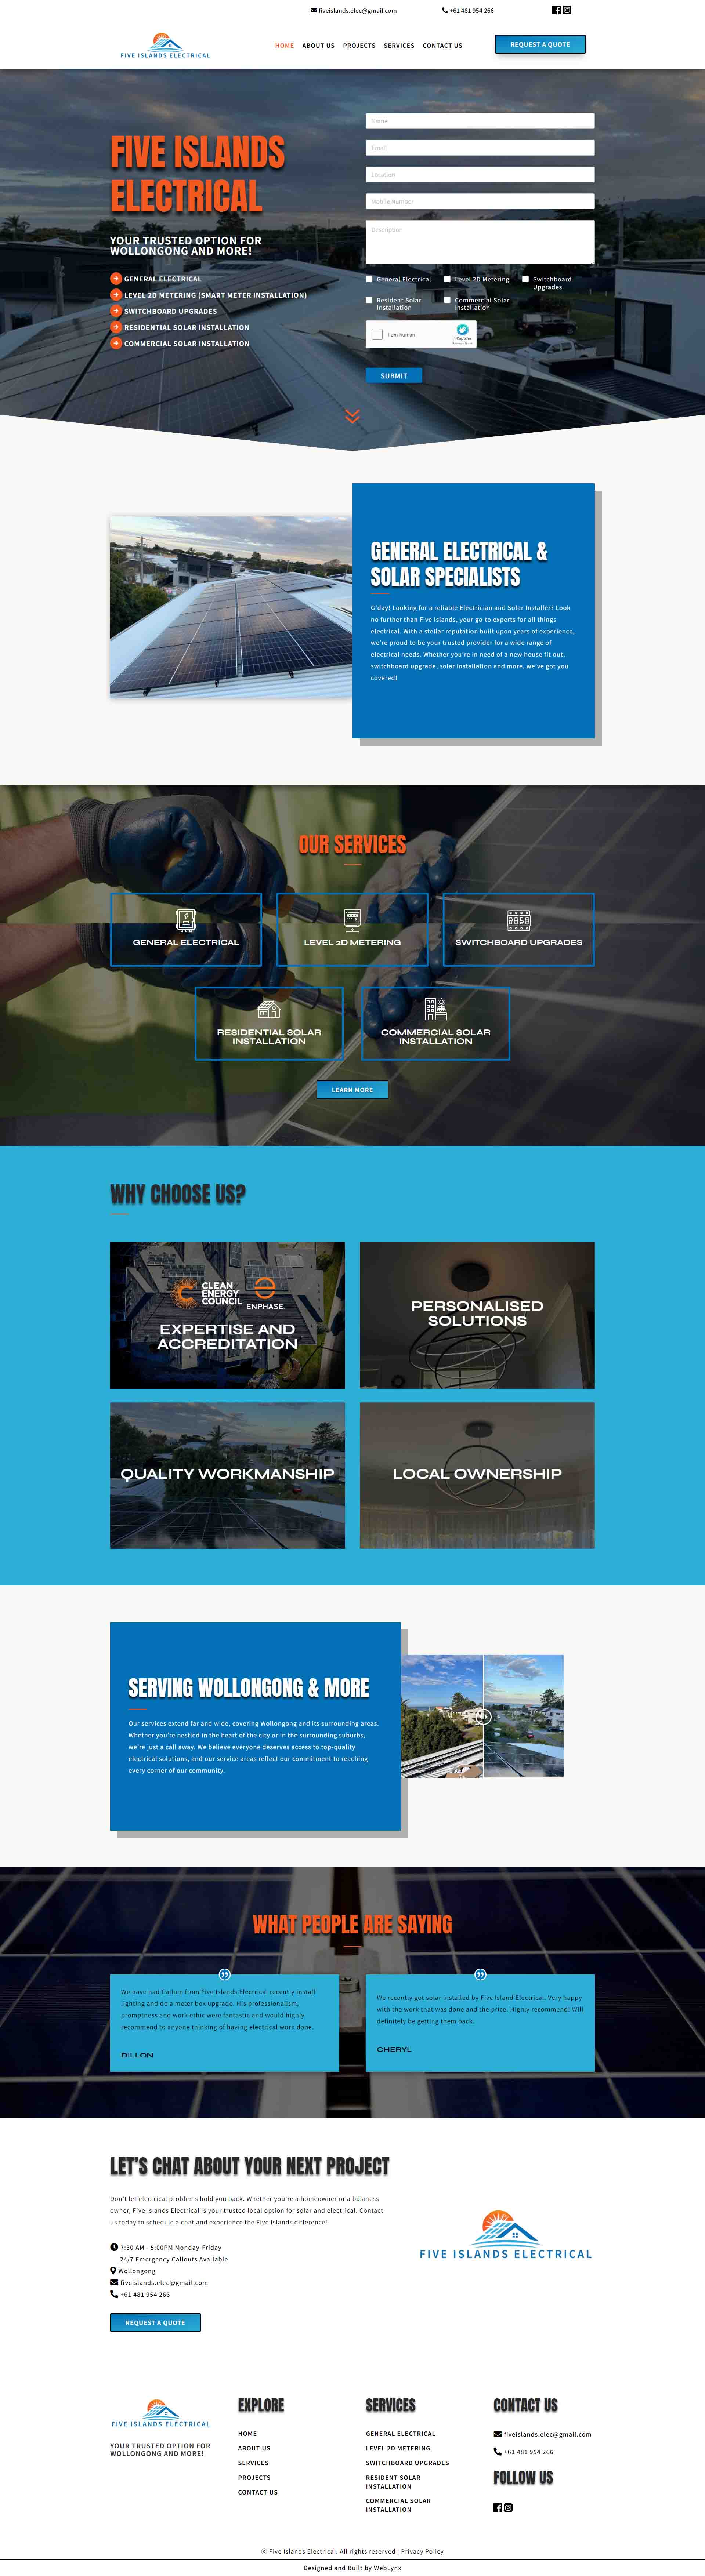 fiveislands.elec@gmail.com
+61 481 954 266
FIVE ISLANDS ELECTRICAL
HOME
ABOUT US
PROJECTS
SERVICES
CONTACT US
REQUEST A QUOTE
FIVE ISLANDS
ELECTRICAL
YOUR TRUSTED OPTION FOR
WOLLONGONG AND MORE!
GENERAL ELECTRICAL
LEVEL 2D METERING (SMART METER INSTALLATION)
SWITCHBOARD UPGRADES
RESIDENTIAL SOLAR INSTALLATION
COMMERCIAL SOLAR INSTALLATION
Name
Email
Location
Mobile Number
Description
General Electrical
Level 2D Metering
Switchboard
Upgrades
Resident Solar
Installation
Commercial Solar
Installation
I am human
hCaptcha
Privacy - Terms
SUBMIT
GENERAL ELECTRICAL &
SOLAR SPECIALISTS
G'day! Looking for a reliable Electrician and Solar Installer? Look
no further than Five Islands, your go-to experts for all things
electrical. With a stellar reputation built upon years of experience,
we're proud to be your trusted provider for a wide range of
electrical needs. Whether you're in need of a new house fit out,
switchboard upgrade, solar installation and more, we've got you
covered!
OUR SERVICES
GENERAL ELECTRICAL
LEVEL 2D METERING
SWITCHBOARD UPGRADES
RESIDENTIAL SOLAR
INSTALLATION
COMMERCIAL SOLAR
INSTALLATION
LEARN MORE
WHY CHOOSE US?
CLEAN
ENERGY
COUNCIL
ENPHASE.
EXPERTISE AND
ACCREDITATION
PERSONALISED
SOLUTIONS
QUALITY WORKMANSHIP
LOCAL OWNERSHIP
SERVING WOLLONGONG & MORE
Our services extend far and wide, covering Wollongong and its surrounding areas.
Whether you're nestled in the heart of the city or in the surrounding suburbs,
we're just a call away. We believe everyone deserves access to top-quality
electrical solutions, and our service areas reflect our commitment to reaching
every corner of our community.
WHAT PEOPLE ARE SAYING
We have had Callum from Five Islands Electrical recently install
lighting and do a meter box upgrade. His professionalism,
promptness and work ethic were fantastic and would highly
recommend to anyone thinking of having electrical work done.
DILLON
We recently got solar installed by Five Island Electrical. Very happy
with the work that was done and the price. Highly recommend! Will
definitely be getting them back.
CHERYL
LET'S CHAT ABOUT YOUR NEXT PROJECT
Don't let electrical problems hold you back. Whether you're a homeowner or a business
owner, Five Islands Electrical is your trusted local option for solar and electrical. Contact
us today to schedule a chat and experience the Five Islands difference!
7:30 AM - 5:00PM Monday-Friday
24/7 Emergency Callouts Available
Wollongong
fiveislands.elec@gmail.com
+61 481 954 266
REQUEST A QUOTE
FIVE ISLANDS ELECTRICAL
FIVE ISLANDS ELECTRICAL
YOUR TRUSTED OPTION FOR
WOLLONGONG AND MORE!
EXPLORE
HOME
ABOUT US
SERVICES
PROJECTS
CONTACT US
SERVICES
GENERAL ELECTRICAL
LEVEL 2D METERING
SWITCHBOARD UPGRADES
RESIDENT SOLAR
INSTALLATION
COMMERCIAL SOLAR
INSTALLATION
CONTACT US
fiveislands.elec@gmail.com
+61 481 954 266
FOLLOW US
© Five Islands Electrical. All rights reserved | Privacy Policy
Designed and Built by WebLynx